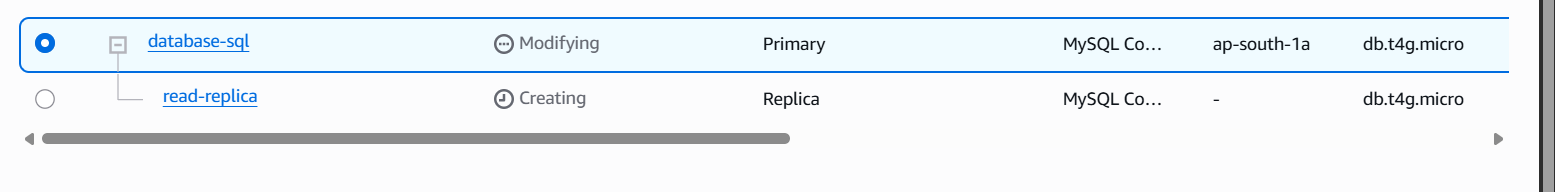 database-sql Modifying Primary MySQL Co... ap-south-1a db.t4g.micro
read-replica Creating Replica MySQL Co... - db.t4g.micro